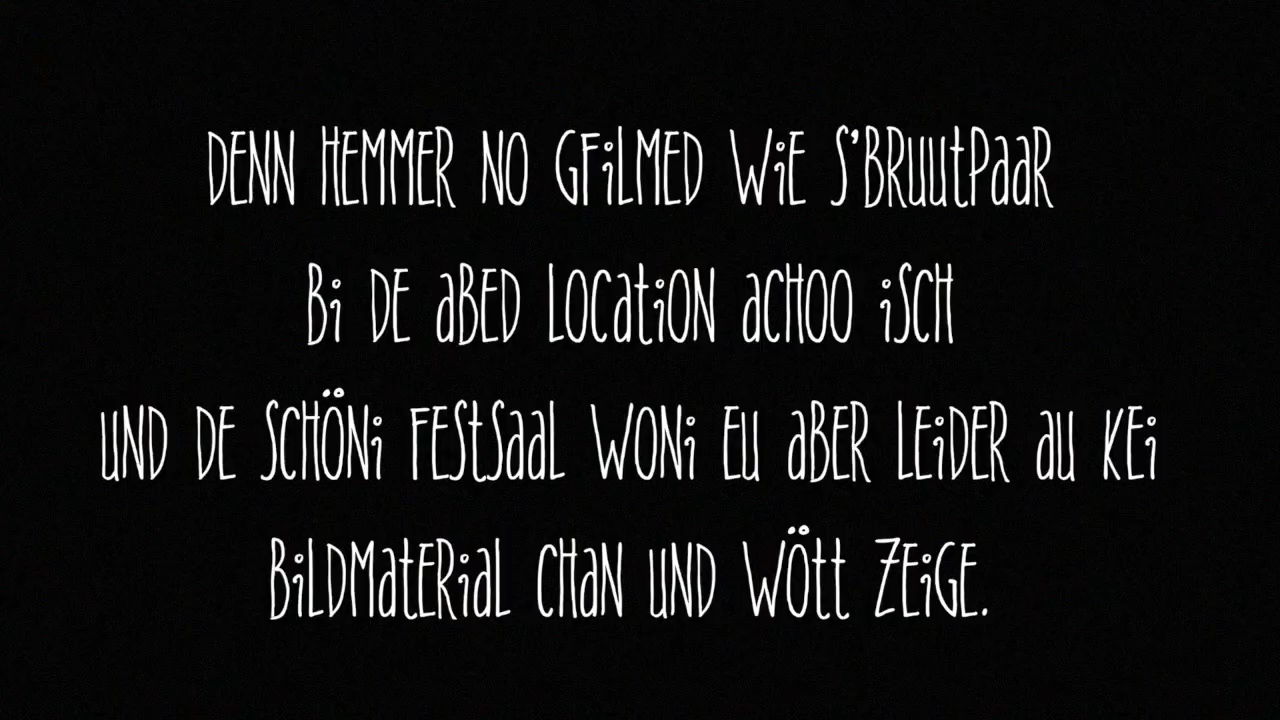 DENN HEMMER NO GFiLMED WiE S'BRuutPaaR
Bi DE aBED LOCatiON aCHOO iSCH
uND DE SCHÖNi FEStSaaL WONi Eu aBER LEiDER au KEi
BiLDMatERiaL CHaN uND WÖtt ZEiGE.